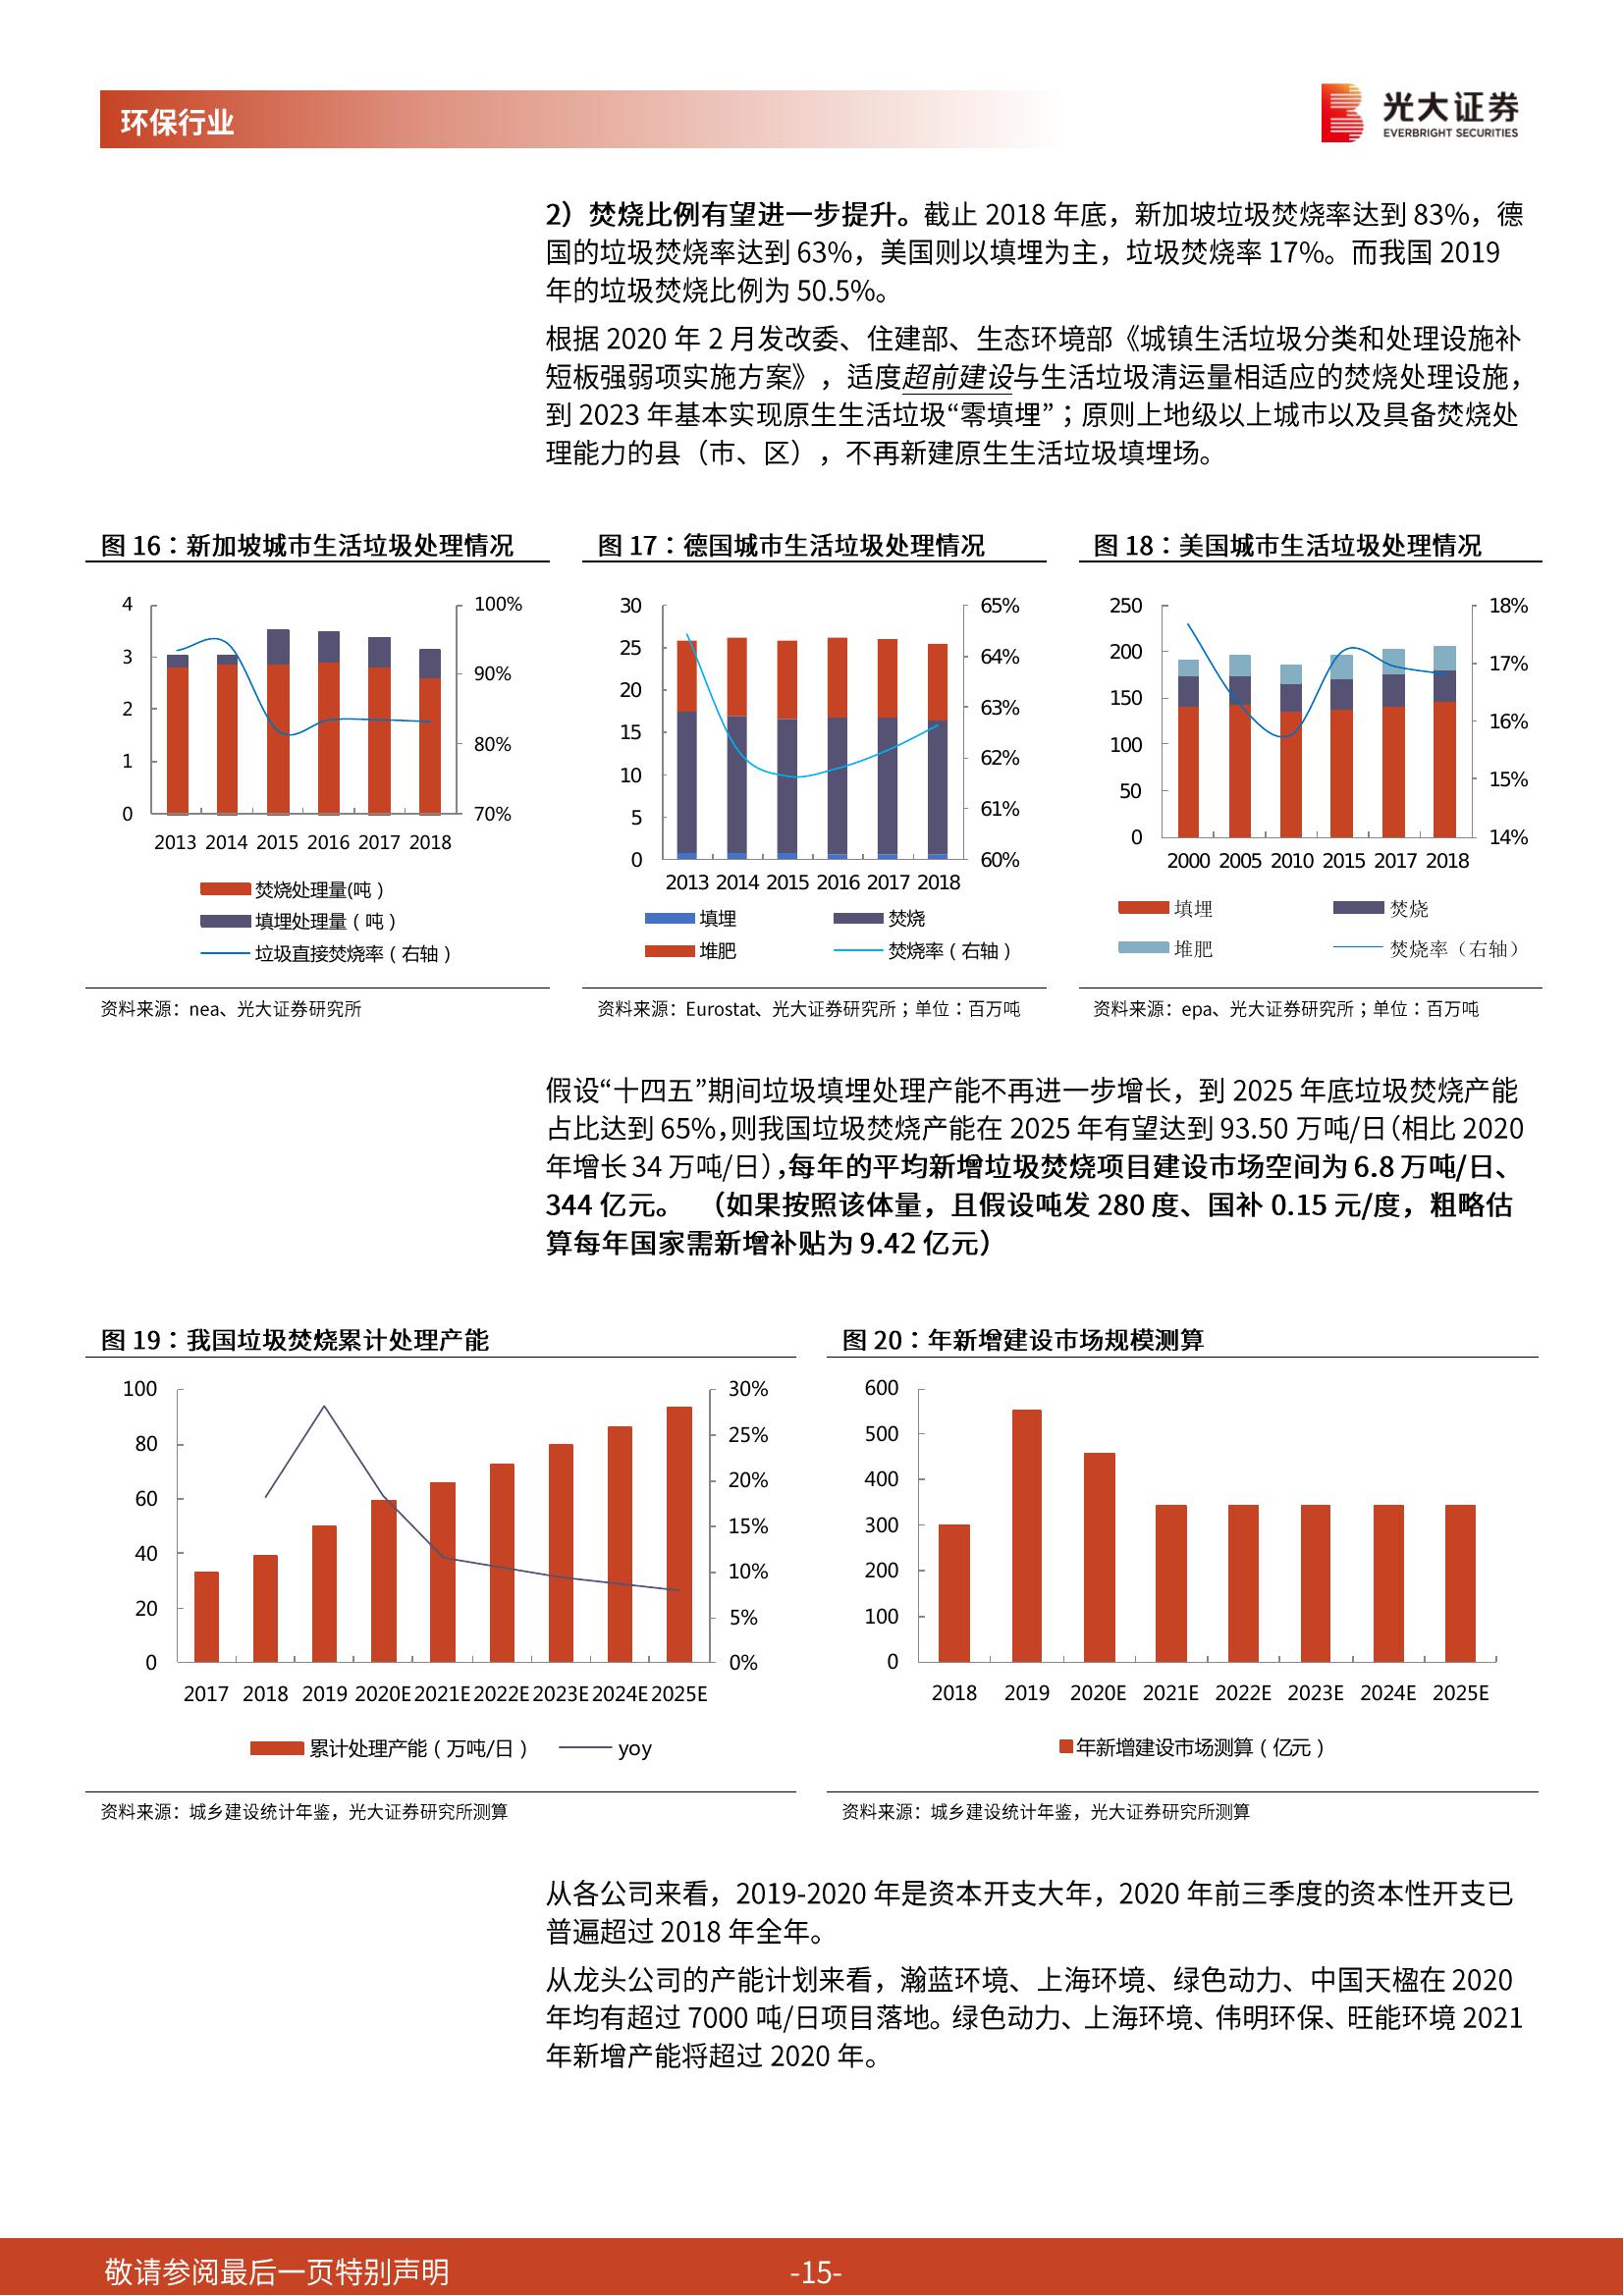 环保行业
光大证券
EVERBRIGHT SECURITIES
2）焚烧比例有望进一步提升。截止 2018 年底，新加坡垃圾焚烧率达到 83%，德
国的垃圾焚烧率达到 63%，美国则以填埋为主，垃圾焚烧率 17%。而我国 2019
年的垃圾焚烧比例为 50.5%。
根据 2020 年 2 月发改委、住建部、生态环境部《城镇生活垃圾分类和处理设施补
短板强弱项实施方案》，适度超前建设与生活垃圾清运量相适应的焚烧处理设施，
到 2023 年基本实现原生生活垃圾“零填埋”；原则上地级以上城市以及具备焚烧处
理能力的县（市、区），不再新建原生生活垃圾填埋场。
图 16：新加坡城市生活垃圾处理情况
4
3
2
1
0
100%
90%
80%
70%
2013 2014 2015 2016 2017 2018
焚烧处理量(吨）
填埋处理量（吨）
垃圾直接焚烧率（右轴）
资料来源：nea、光大证券研究所
图 17：德国城市生活垃圾处理情况
30
25
20
15
10
5
0
65%
64%
63%
62%
61%
60%
2013 2014 2015 2016 2017 2018
填埋 焚烧
堆肥 焚烧率（右轴）
资料来源：Eurostat、光大证券研究所；单位：百万吨
图 18：美国城市生活垃圾处理情况
250
200
150
100
50
0
18%
17%
16%
15%
14%
2000 2005 2010 2015 2017 2018
填埋 焚烧
堆肥 焚烧率（右轴）
资料来源：epa、光大证券研究所；单位：百万吨
假设“十四五”期间垃圾填埋处理产能不再进一步增长，到 2025 年底垃圾焚烧产能
占比达到 65%，则我国垃圾焚烧产能在 2025 年有望达到 93.50 万吨/日（相比 2020
年增长 34 万吨/日），每年的平均新增垃圾焚烧项目建设市场空间为 6.8 万吨/日、
344 亿元。 （如果按照该体量，且假设吨发 280 度、国补 0.15 元/度，粗略估
算每年国家需新增补贴为 9.42 亿元）
图 19：我国垃圾焚烧累计处理产能
100
80
60
40
20
0
30%
25%
20%
15%
10%
5%
0%
2017 2018 2019 2020E 2021E 2022E 2023E 2024E 2025E
累计处理产能（万吨/日） yoy
资料来源：城乡建设统计年鉴，光大证券研究所测算
图 20：年新增建设市场规模测算
600
500
400
300
200
100
0
2018 2019 2020E 2021E 2022E 2023E 2024E 2025E
年新增建设市场测算（亿元）
资料来源：城乡建设统计年鉴，光大证券研究所测算
从各公司来看，2019-2020 年是资本开支大年，2020 年前三季度的资本性开支已
普遍超过 2018 年全年。
从龙头公司的产能计划来看，瀚蓝环境、上海环境、绿色动力、中国天楹在 2020
年均有超过 7000 吨/日项目落地。绿色动力、上海环境、伟明环保、旺能环境 2021
年新增产能将超过 2020 年。
敬请参阅最后一页特别声明 -15-